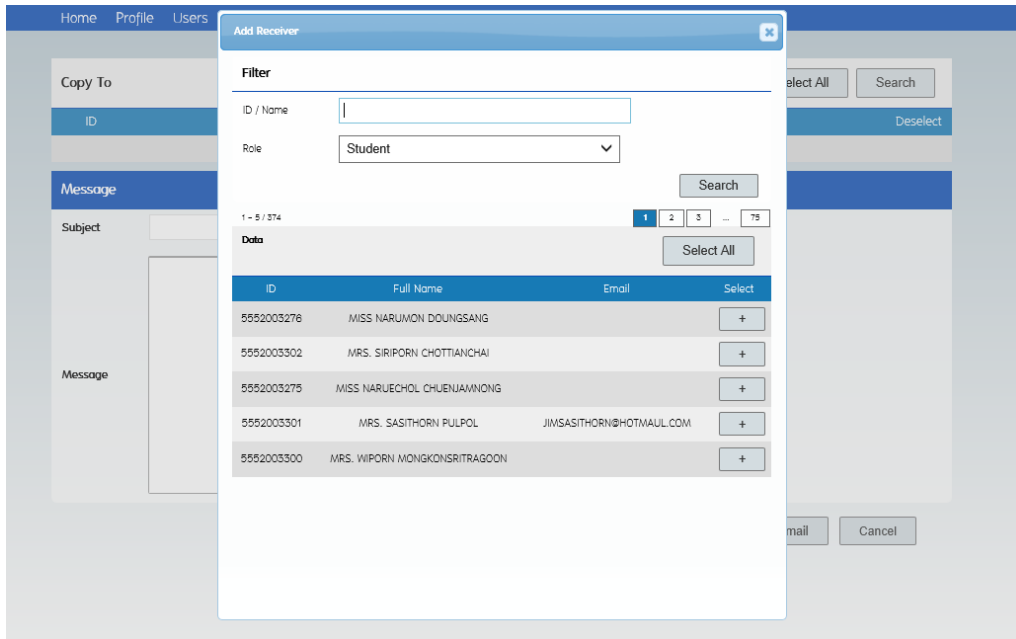 Home Profile Users
Add Receiver
Copy To
elect All
Search
ID
Deselect
Filter
ID / Name
Role
Student
Search
1 - 5 / 374
1 2 3 ... 75
Data
Select All
ID Full Name Email Select
5552003276 MISS NARUMON DOUNGSANG +
5552003302 MRS. SIRIPORN CHOTTIANCHAI +
5552003275 MISS NARUECHOL CHUENJAMNONG +
5552003301 MRS. SASITHORN PULPOL JIMSASITHORN@HOTMAUL.COM +
5552003300 MRS. WIPORN MONGKONSRITRAGOON +
Message
Subject
Message
mail
Cancel